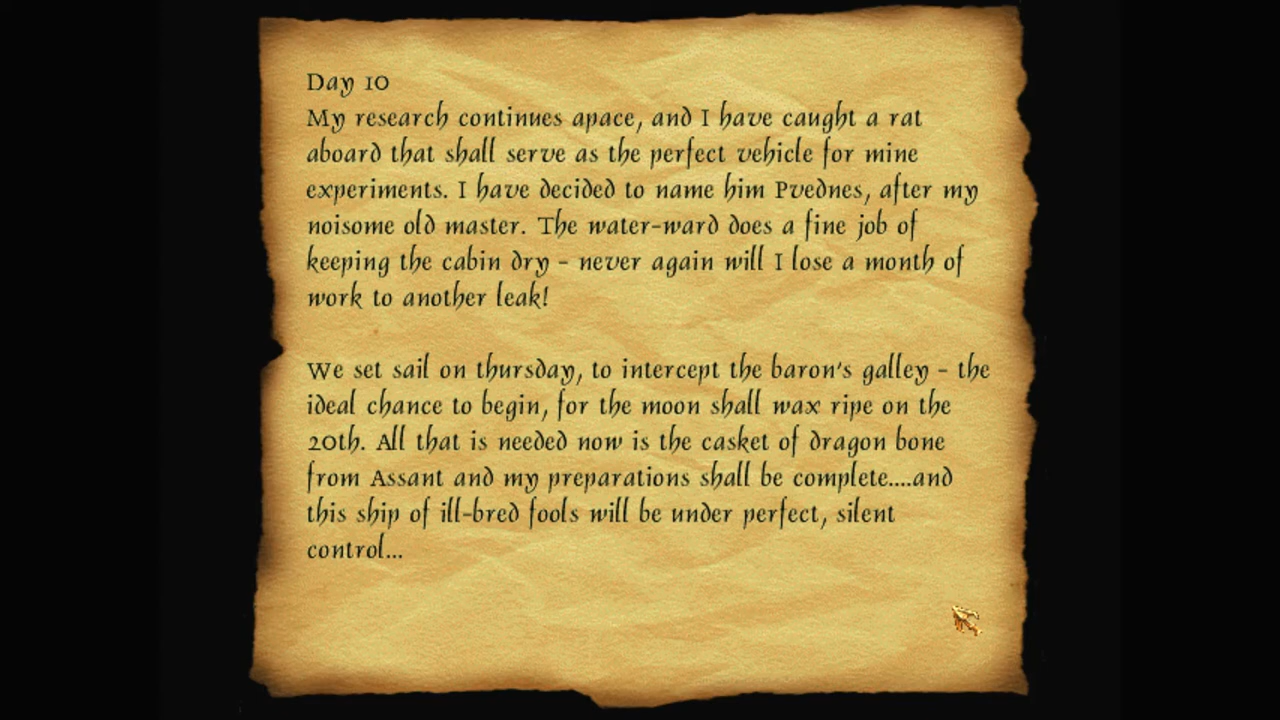 Day 10
My research continues apace, and I have caught a rat
aboard that shall serve as the perfect vehicle for mine
experiments. I have decided to name him Pvednes, after my
noisome old master. The water-ward does a fine job of
keeping the cabin dry - never again will I lose a month of
work to another leak!
We set sail on thursday, to intercept the baron's galley - the
ideal chance to begin, for the moon shall wax ripe on the
20th. All that is needed now is the casket of dragon bone
from Assant and my preparations shall be complete....and
this ship of ill-bred fools will be under perfect, silent
control...